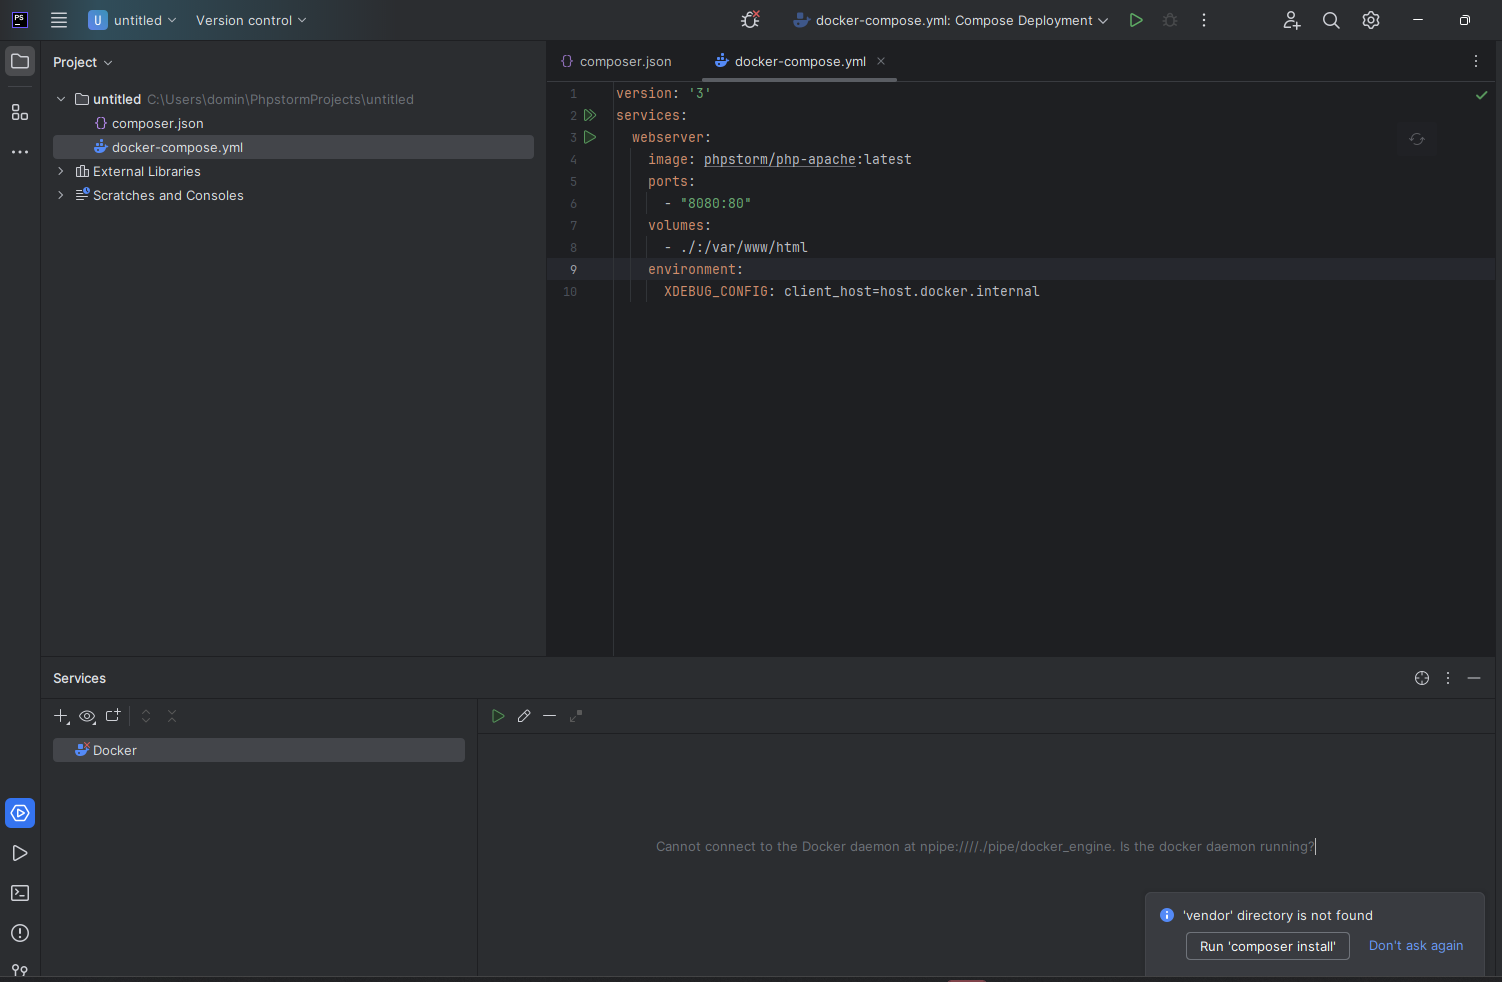 PS
U untitled Version control docker-compose.yml: Compose Deployment
Project
composer.json docker-compose.yml
untitled C:\Users\domin\PhpstormProjects\untitled
composer.json
docker-compose.yml
External Libraries
Scratches and Consoles
1 version: '3'
2 services:
3 webserver:
4 image: phpstorm/php-apache:latest
5 ports:
6 - "8080:80"
7 volumes:
8 - ./:/var/www/html
9 environment:
10 XDEBUG_CONFIG: client_host=host.docker.internal
Services
Docker
Cannot connect to the Docker daemon at npipe:////./pipe/docker_engine. Is the docker daemon running?
'vendor' directory is not found
Run 'composer install' Don't ask again